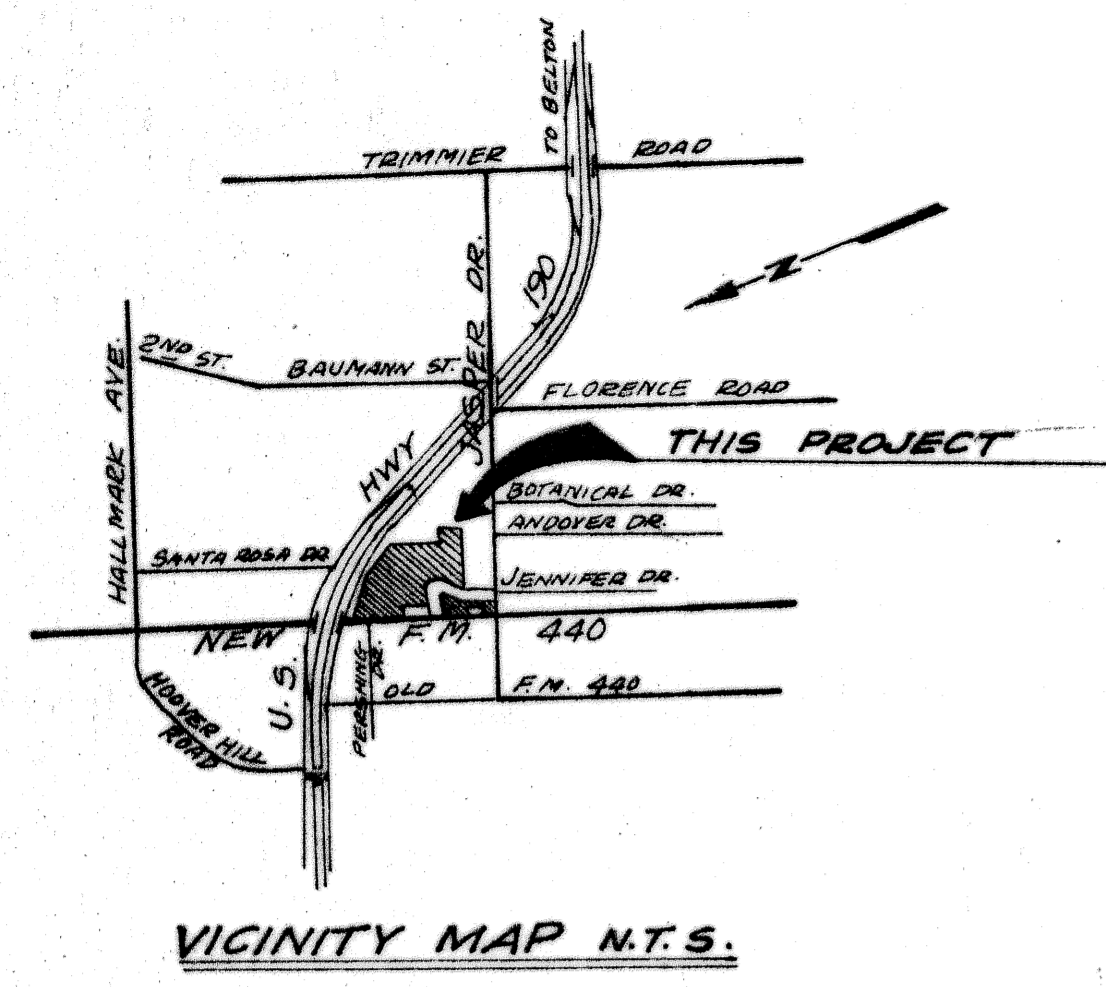 TO BELTON
TRIMMIER ROAD
JASPER DR.
190
N
HALLMARK AVE.
2ND ST.
BAUMANN ST.
FLORENCE ROAD
HWY
THIS PROJECT
BOTANICAL DR.
ANDOVER DR.
SANTA ROSA DR
JENNIFER DR.
NEW F. M. 440
U.S.
PERSHING
DR.
OLD F.M. 440
HOOVER HILL
ROAD
VICINITY MAP N.T.S.